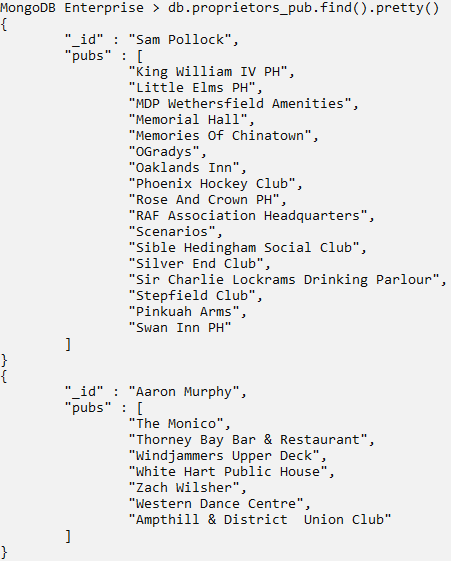 MongoDB Enterprise > db.proprietors_pub.find().pretty()
{
        "_id" : "Sam Pollock",
        "pubs" : [
                "King William IV PH",
                "Little Elms PH",
                "MDP Wethersfield Amenities",
                "Memorial Hall",
                "Memories Of Chinatown",
                "OGradys",
                "Oaklands Inn",
                "Phoenix Hockey Club",
                "Rose And Crown PH",
                "RAF Association Headquarters",
                "Scenarios",
                "Sible Hedingham Social Club",
                "Silver End Club",
                "Sir Charlie Lockrams Drinking Parlour",
                "Stepfield Club",
                "Pinkuah Arms",
                "Swan Inn PH"
        ]
}
{
        "_id" : "Aaron Murphy",
        "pubs" : [
                "The Monico",
                "Thorney Bay Bar & Restaurant",
                "Windjammers Upper Deck",
                "White Hart Public House",
                "Zach Wilsher",
                "Western Dance Centre",
                "Ampthill & District  Union Club"
        ]
}